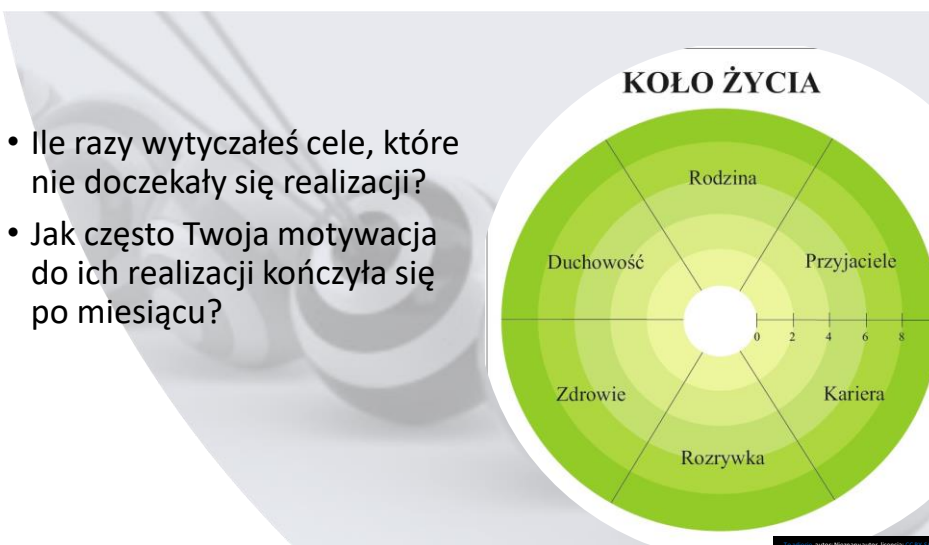 • Ile razy wytyczałeś cele, które
nie doczekały się realizacji?
• Jak często Twoja motywacja
do ich realizacji kończyła się
po miesiącu?
KOŁO ŻYCIA
Rodzina
Duchowość
Przyjaciele
0 2 4 6 8
Zdrowie
Kariera
Rozrywka